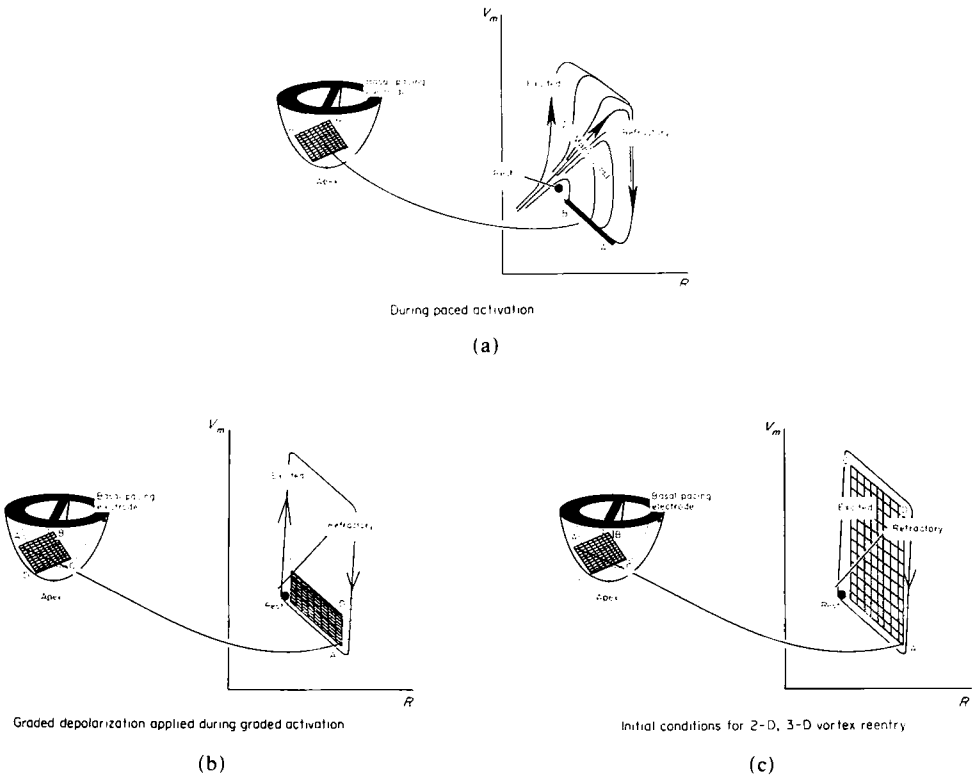 V_m
Excited
Refractory
Rest
B
A
Apex
R
During paced activation
(a)
V_m
Excited
Basal pacing
electrode
Refractory
A
B
C
D
Rest
Apex
A
R
Graded depolarization applied during graded activation
(b)
V_m
Basal pacing
electrode
Excited
Refractory
A
B
Rest
Apex
A
R
Initial conditions for 2-D, 3-D vortex reentry
(c)